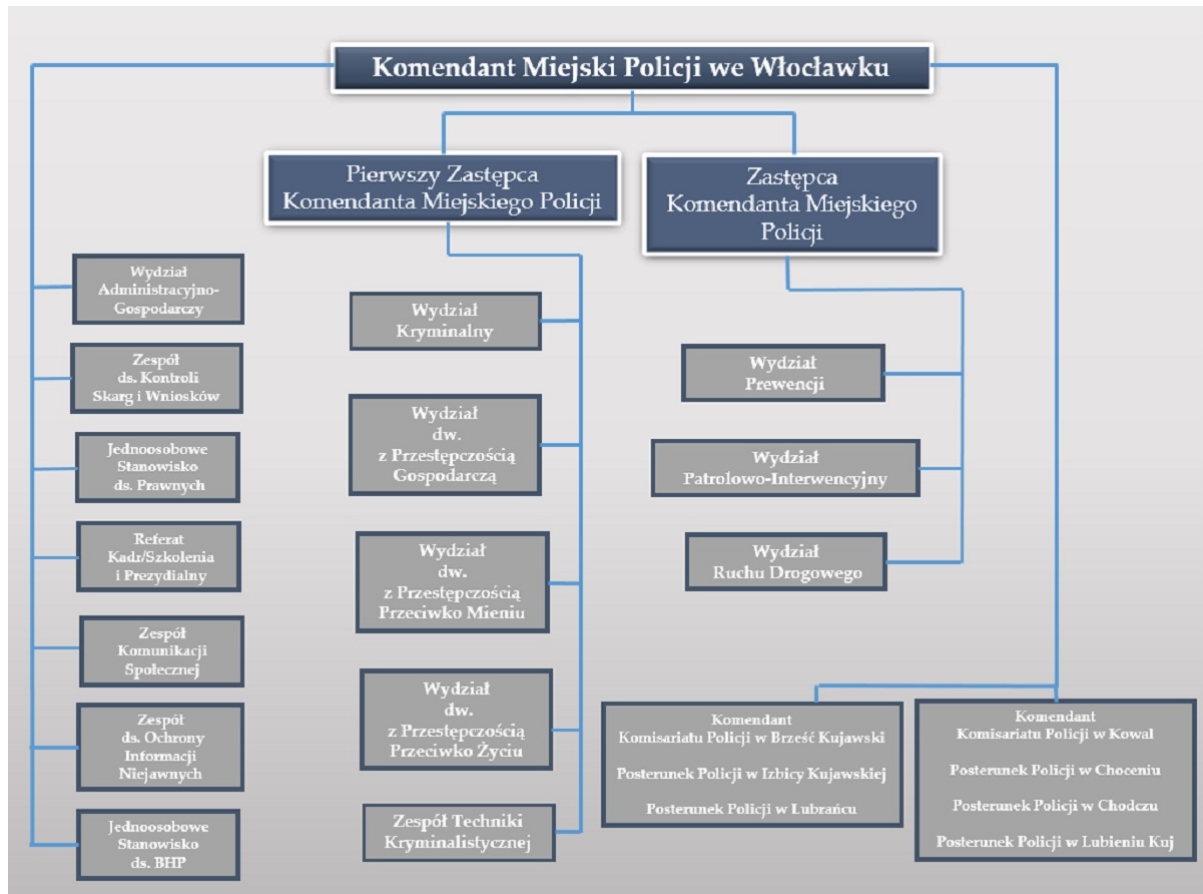 Komendant Miejski Policji we Włocławku
Pierwszy Zastępca
Komendanta Miejskiego Policji
Zastępca
Komendanta Miejskiego
Policji
Wydział
Administracyjno-
Gospodarczy
Zespół
ds. Kontroli
Skarg i Wniosków
Jednoosobowe
Stanowisko
ds. Prawnych
Referat
Kadr/Szkolenia
i Prezydialny
Zespół
Komunikacji
Społecznej
Zespół
ds. Ochrony
Informacji
Niejawnych
Jednoosobowe
Stanowisko
ds. BHP
Wydział
Kryminalny
Wydział
dw.
z Przestępczością
Gospodarczą
Wydział
dw.
z Przestępczością
Przeciwko Mieniu
Wydział
dw.
z Przestępczością
Przeciwko Życiu
Zespół Techniki
Kryminalistycznej
Wydział
Prewencji
Wydział
Patrolowo-Interwencyjny
Wydział
Ruchu Drogowego
Komendant
Komisariatu Policji w Brześć Kujawski
Posterunek Policji w Izbicy Kujawskiej
Posterunek Policji w Lubrańcu
Komendant
Komisariatu Policji w Kowal
Posterunek Policji w Choceniu
Posterunek Policji w Chodczu
Posterunek Policji w Lubieniu Kuj